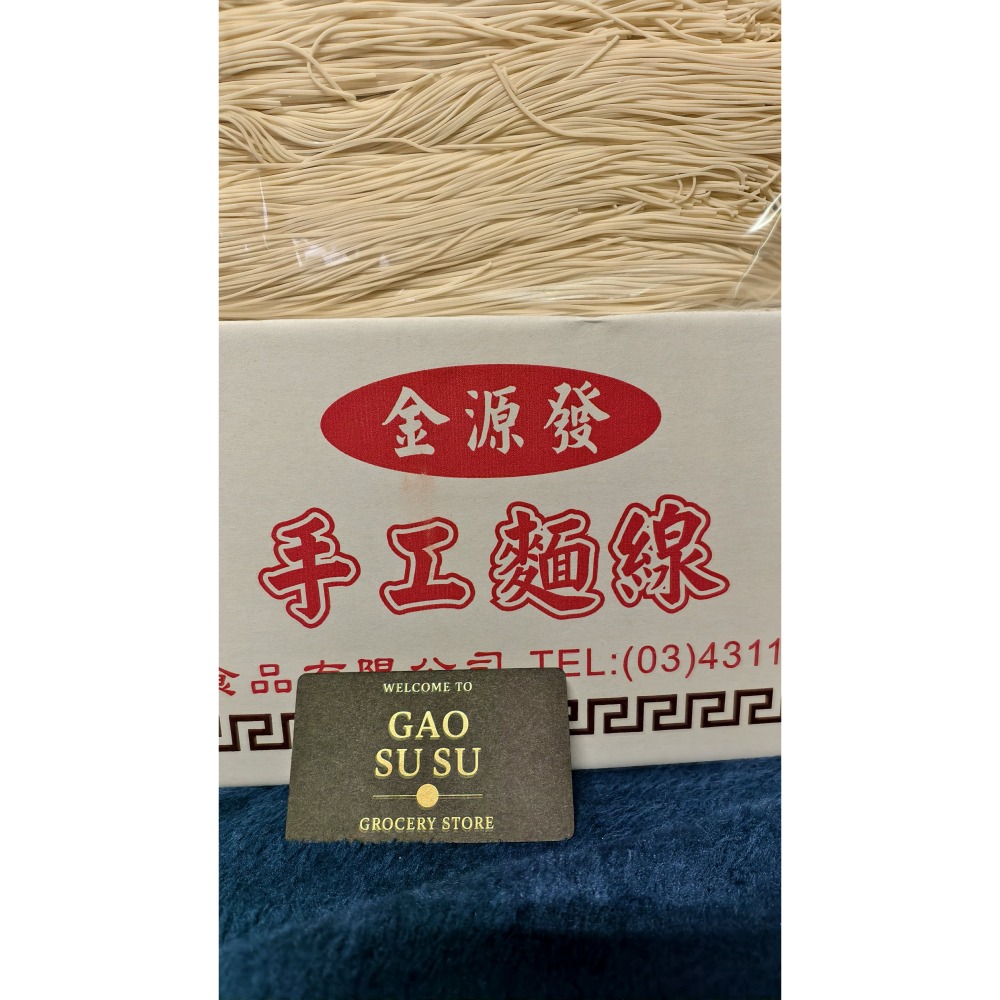 金源發
手工麵線
食品有限公司 TEL:(03)4311
WELCOME TO
GAO
SU SU
GROCERY STORE